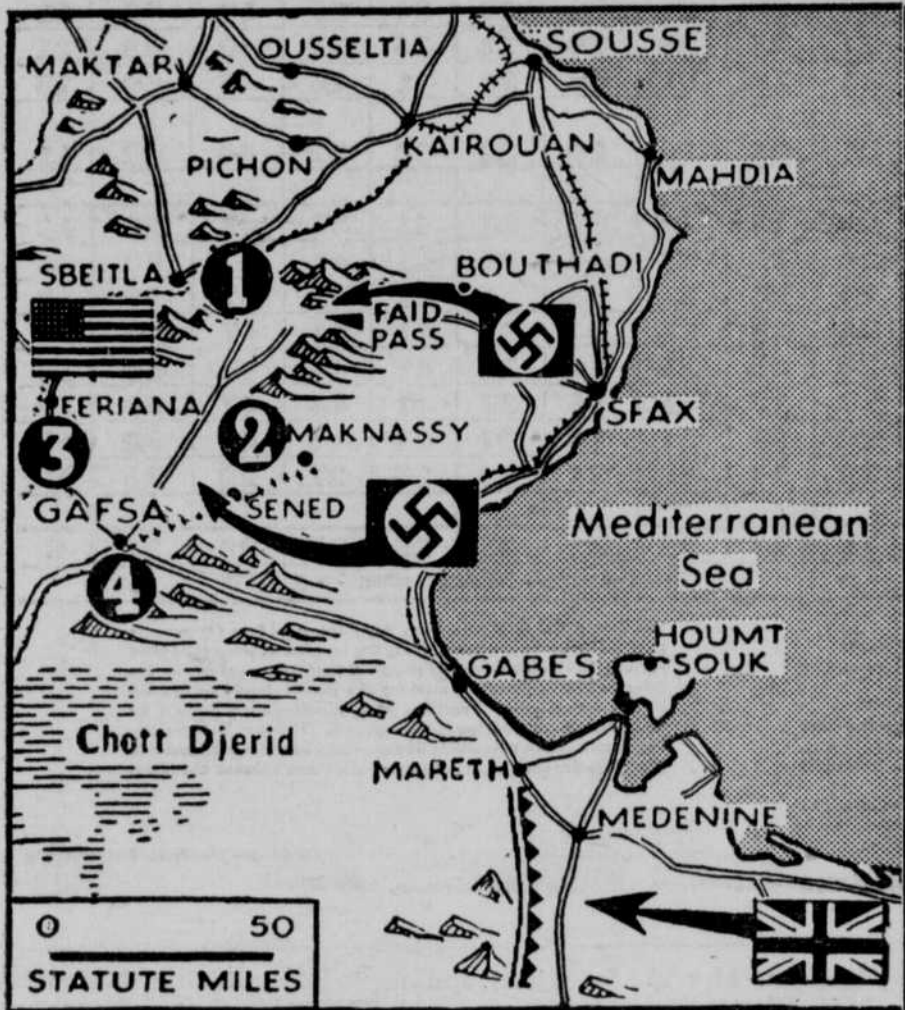 OUSSELTIA
SOUSSE
MAKTAR
PICHON
KAIROUAN
MAHDIA
SBEITLA
1
BOUTHADI
FAID
PASS
FERIANA
SFAX
3
2
MAKNASSY
SENED
GAFSA
Mediterranean
Sea
4
HOUMT
SOUK
GABES
Chott Djerid
MARETH
MEDENINE
0 50
STATUTE MILES